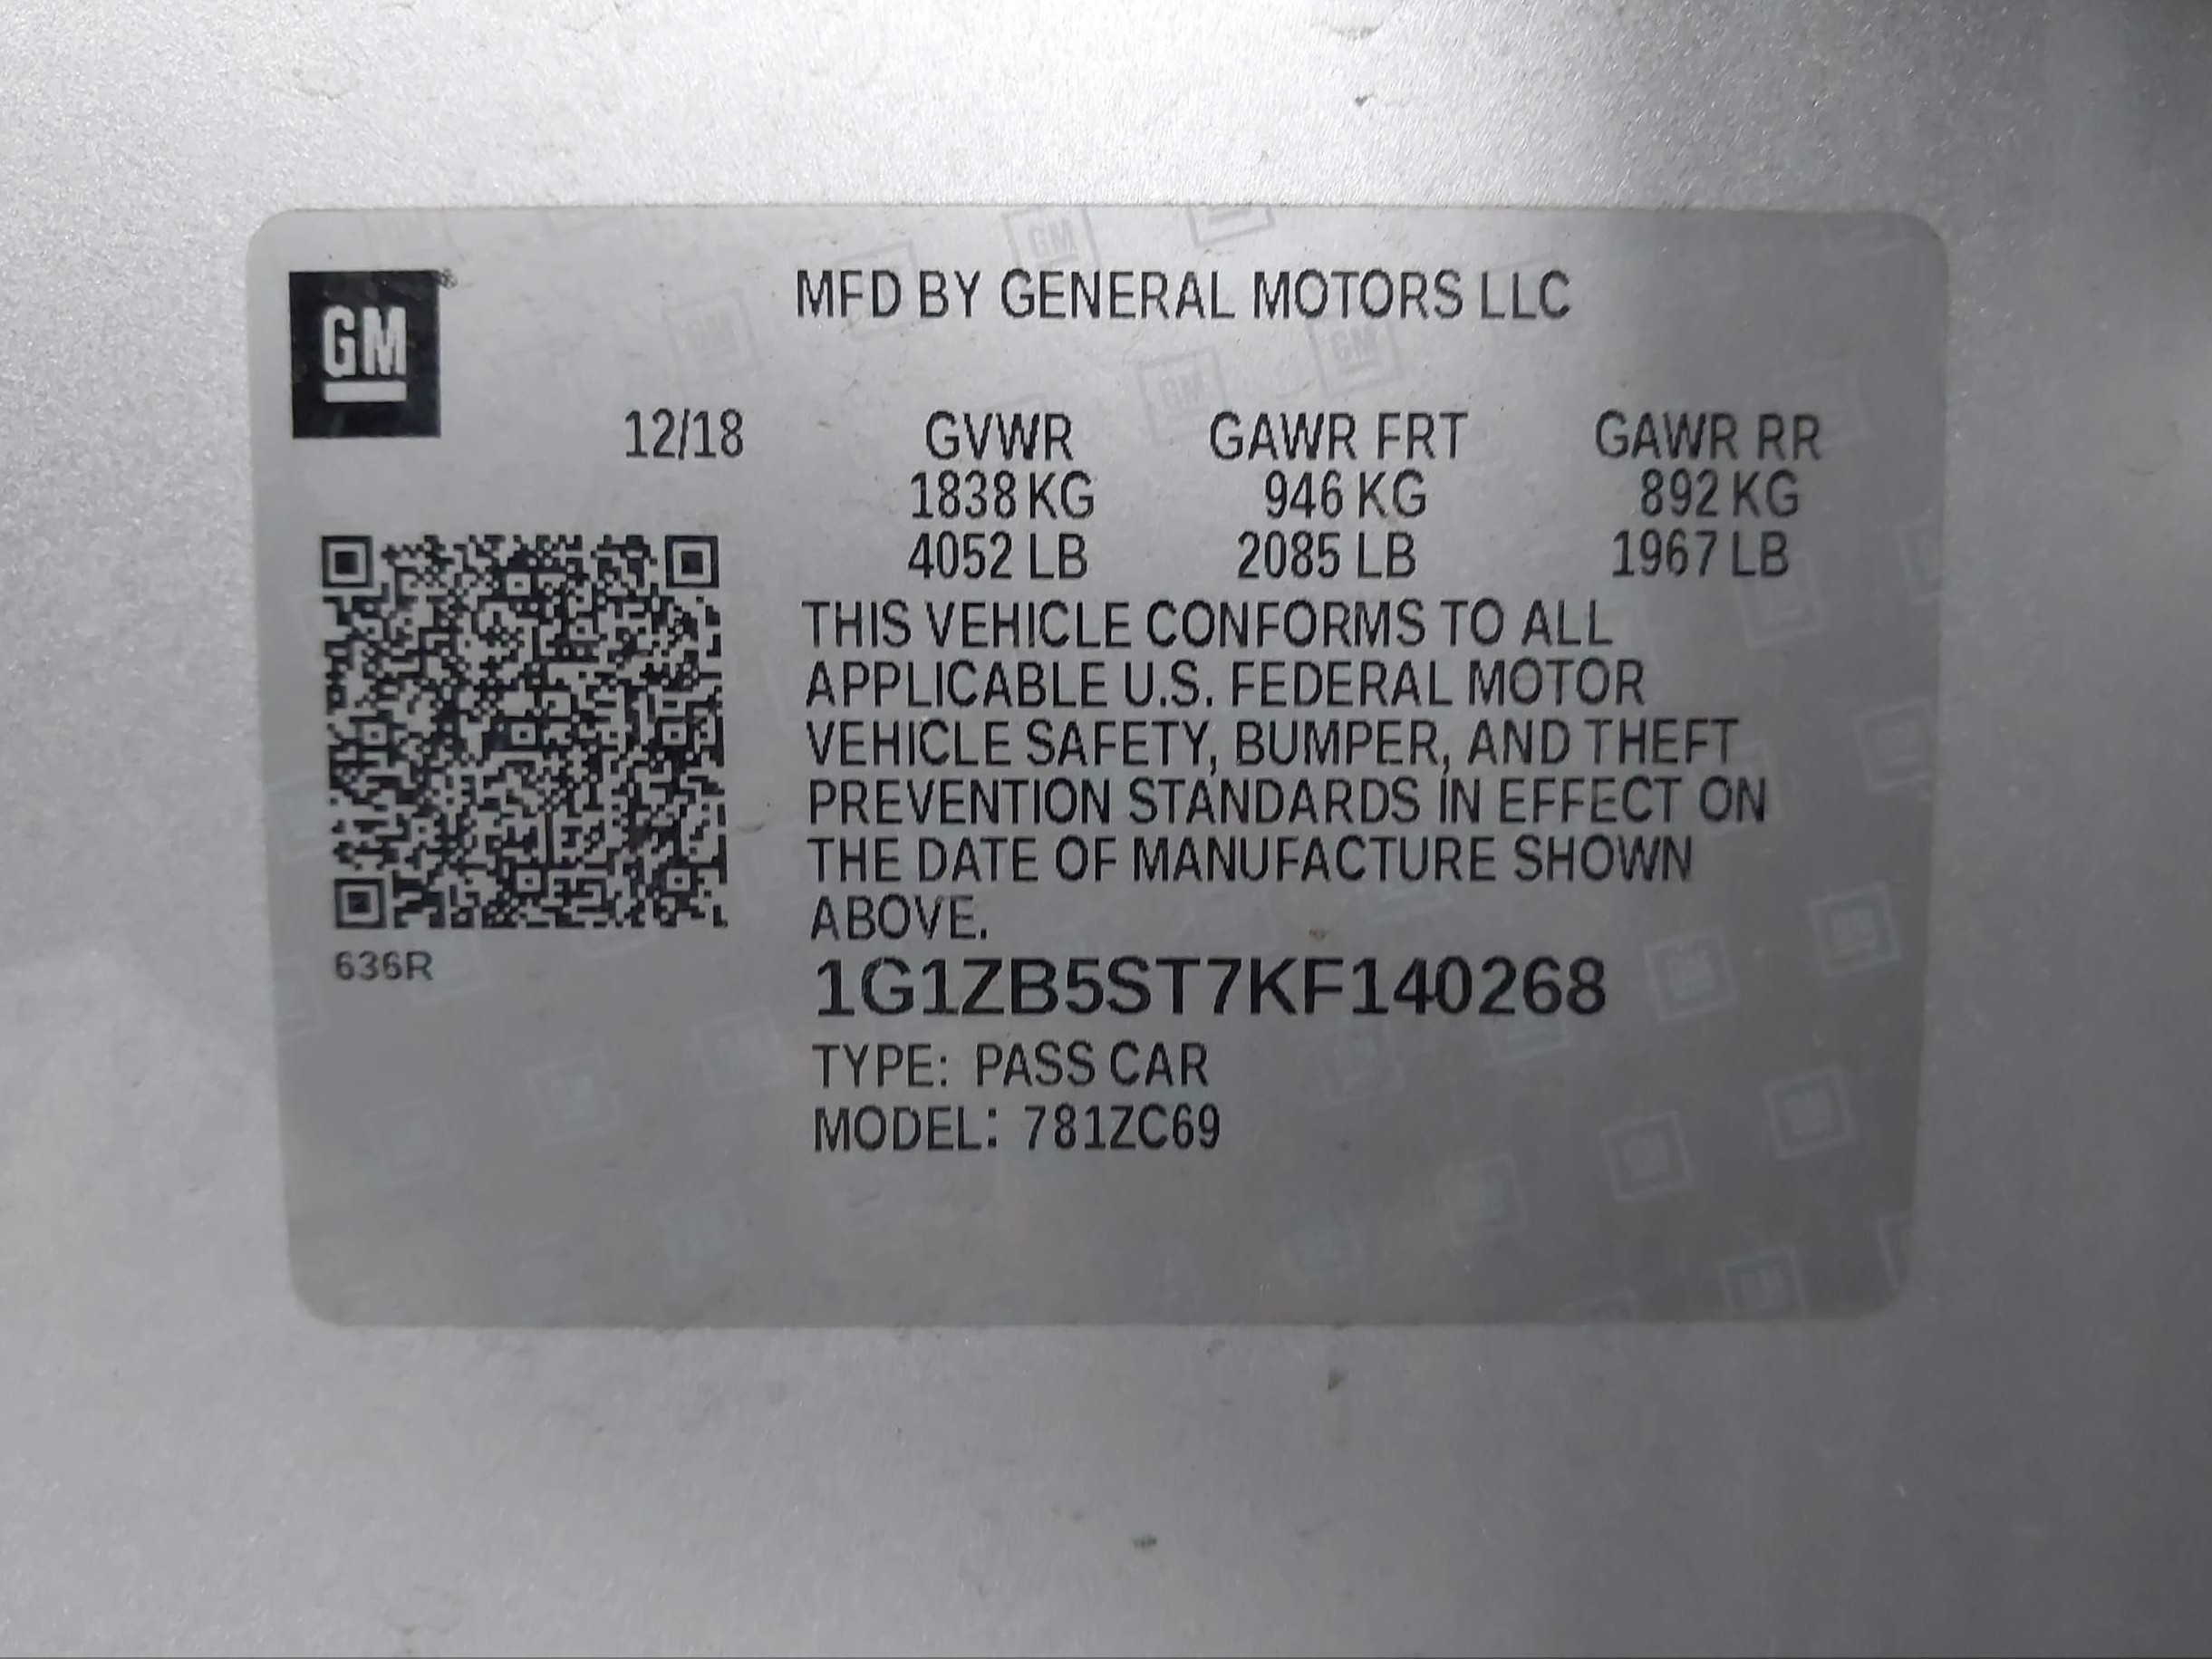 GM
MFD BY GENERAL MOTORS LLC
12/18 GVWR GAWR FRT GAWR RR
1838 KG 946 KG 892 KG
4052 LB 2085 LB 1967 LB
THIS VEHICLE CONFORMS TO ALL
APPLICABLE U.S. FEDERAL MOTOR
VEHICLE SAFETY, BUMPER, AND THEFT
PREVENTION STANDARDS IN EFFECT ON
THE DATE OF MANUFACTURE SHOWN
ABOVE.
636R
1G1ZB5ST7KF140268
TYPE: PASS CAR
MODEL: 781ZC69